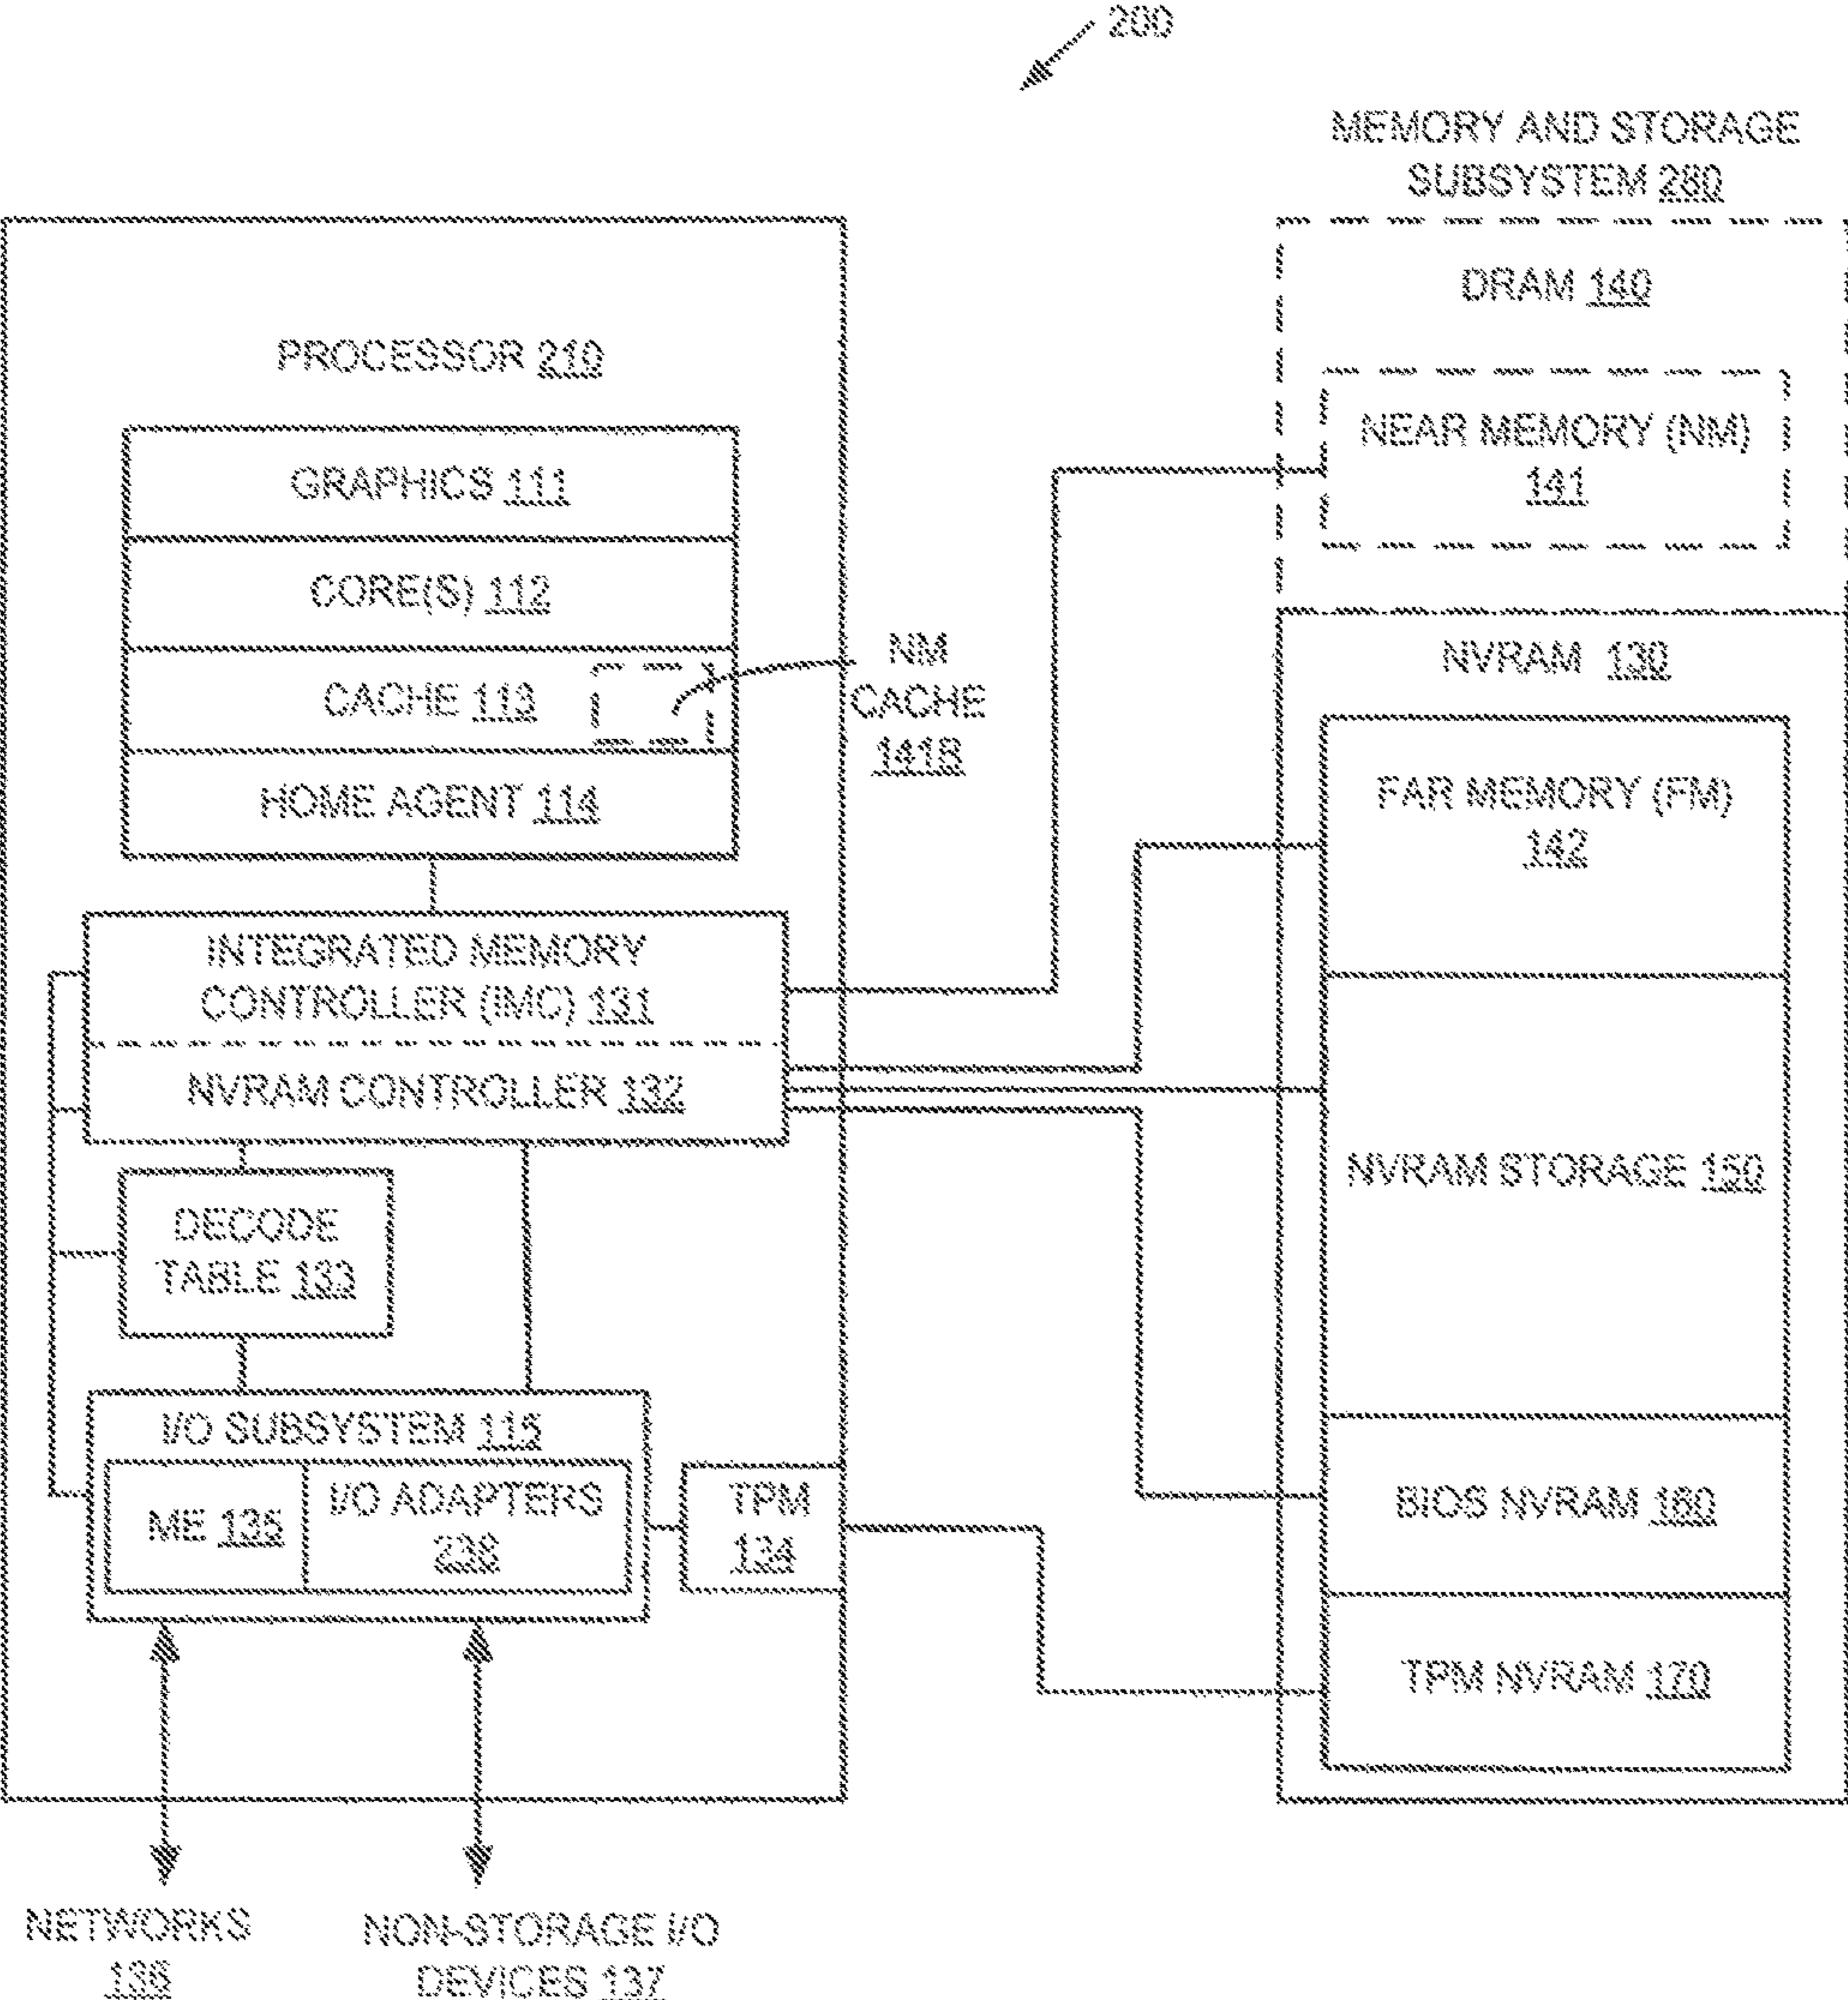 200
MEMORY AND STORAGE
SUBSYSTEM 280
DRAM 140
PROCESSOR 210
NEAR MEMORY (NM)
141
GRAPHICS 111
CORE(S) 112
NM
CACHE
141B
CACHE 113
HOME AGENT 114
NVRAM 130
FAR MEMORY (FM)
142
INTEGRATED MEMORY
CONTROLLER (IMC) 131
NVRAM CONTROLLER 132
NVRAM STORAGE 150
DECODE
TABLE 133
I/O SUBSYSTEM 115
ME 135
I/O ADAPTERS
238
TPM
134
BIOS NVRAM 160
TPM NVRAM 170
NETWORKS
136
NON-STORAGE I/O
DEVICES 137